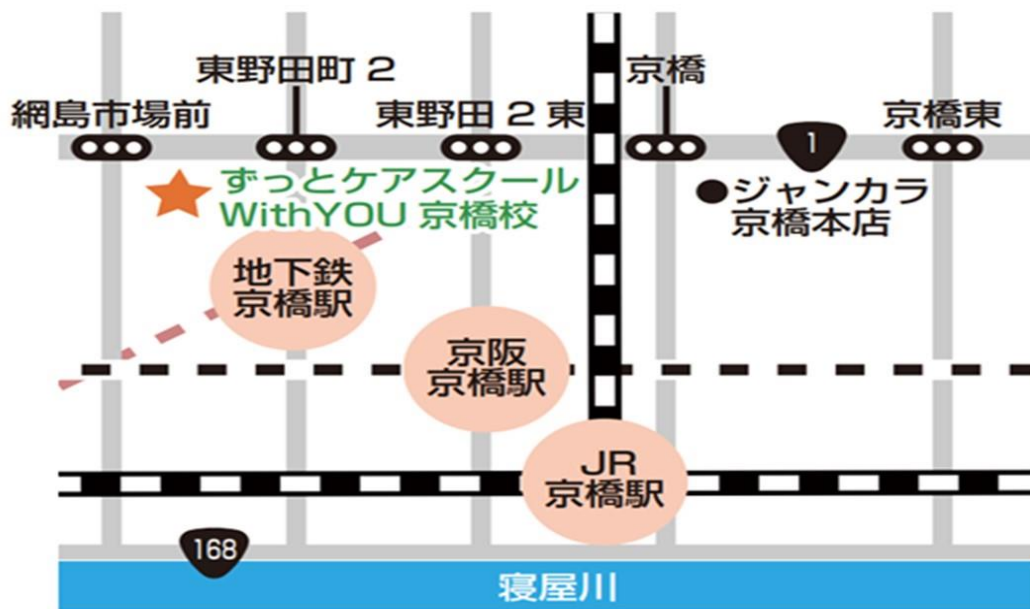 東野田町2
京橋
網島市場前
東野田2東
京橋東
1
ずっとケアスクール
WithYOU 京橋校
ジャンカラ
京橋本店
地下鉄
京橋駅
京阪
京橋駅
JR
京橋駅
168
寝屋川